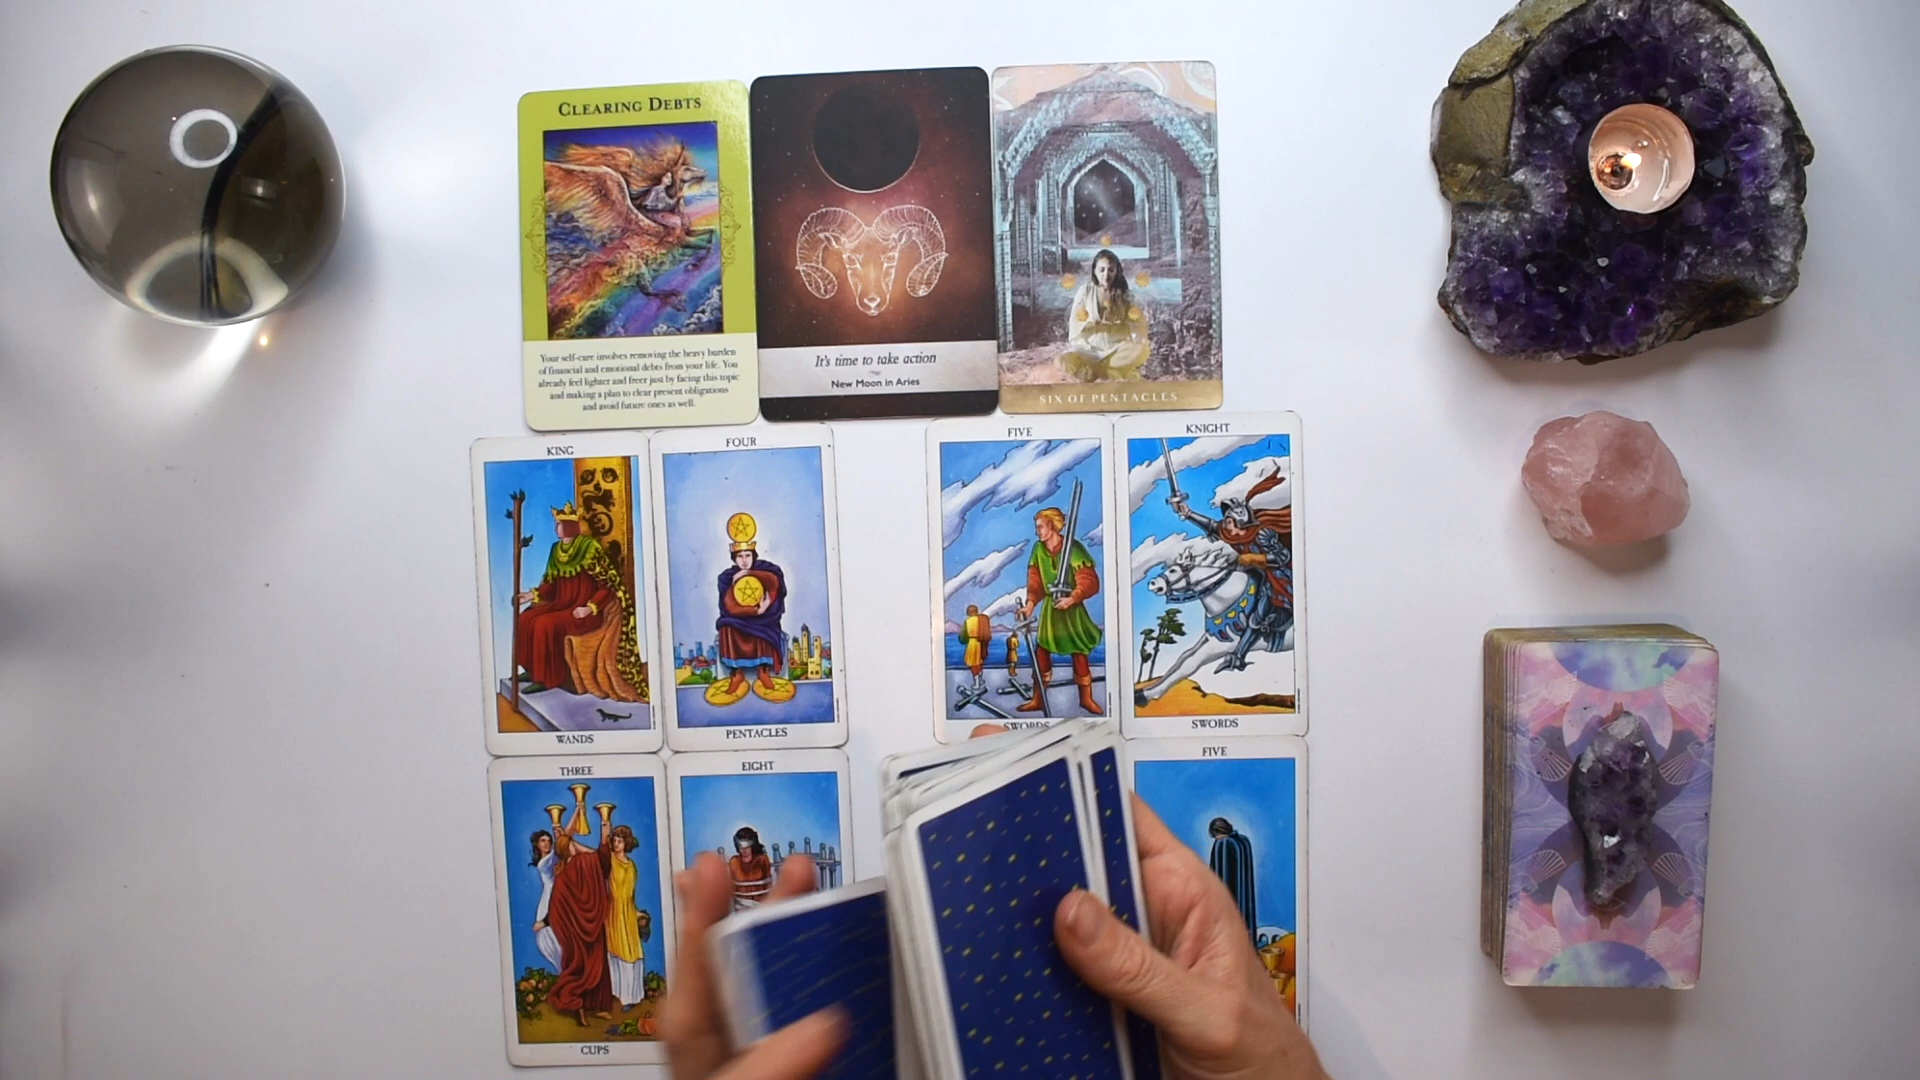 CLEARING DEBTS
Your self-care involves removing the heavy burden
of financial and emotional debts from your life. You
already feel lighter and freer just by facing this topic
and making a plan to clear present obligations
and avoid future ones as well.
It's time to take action
New Moon in Aries
SIX OF PENTACLES
KING
WANDS
FOUR
PENTACLES
FIVE
SWORDS
KNIGHT
SWORDS
THREE
CUPS
EIGHT
FIVE